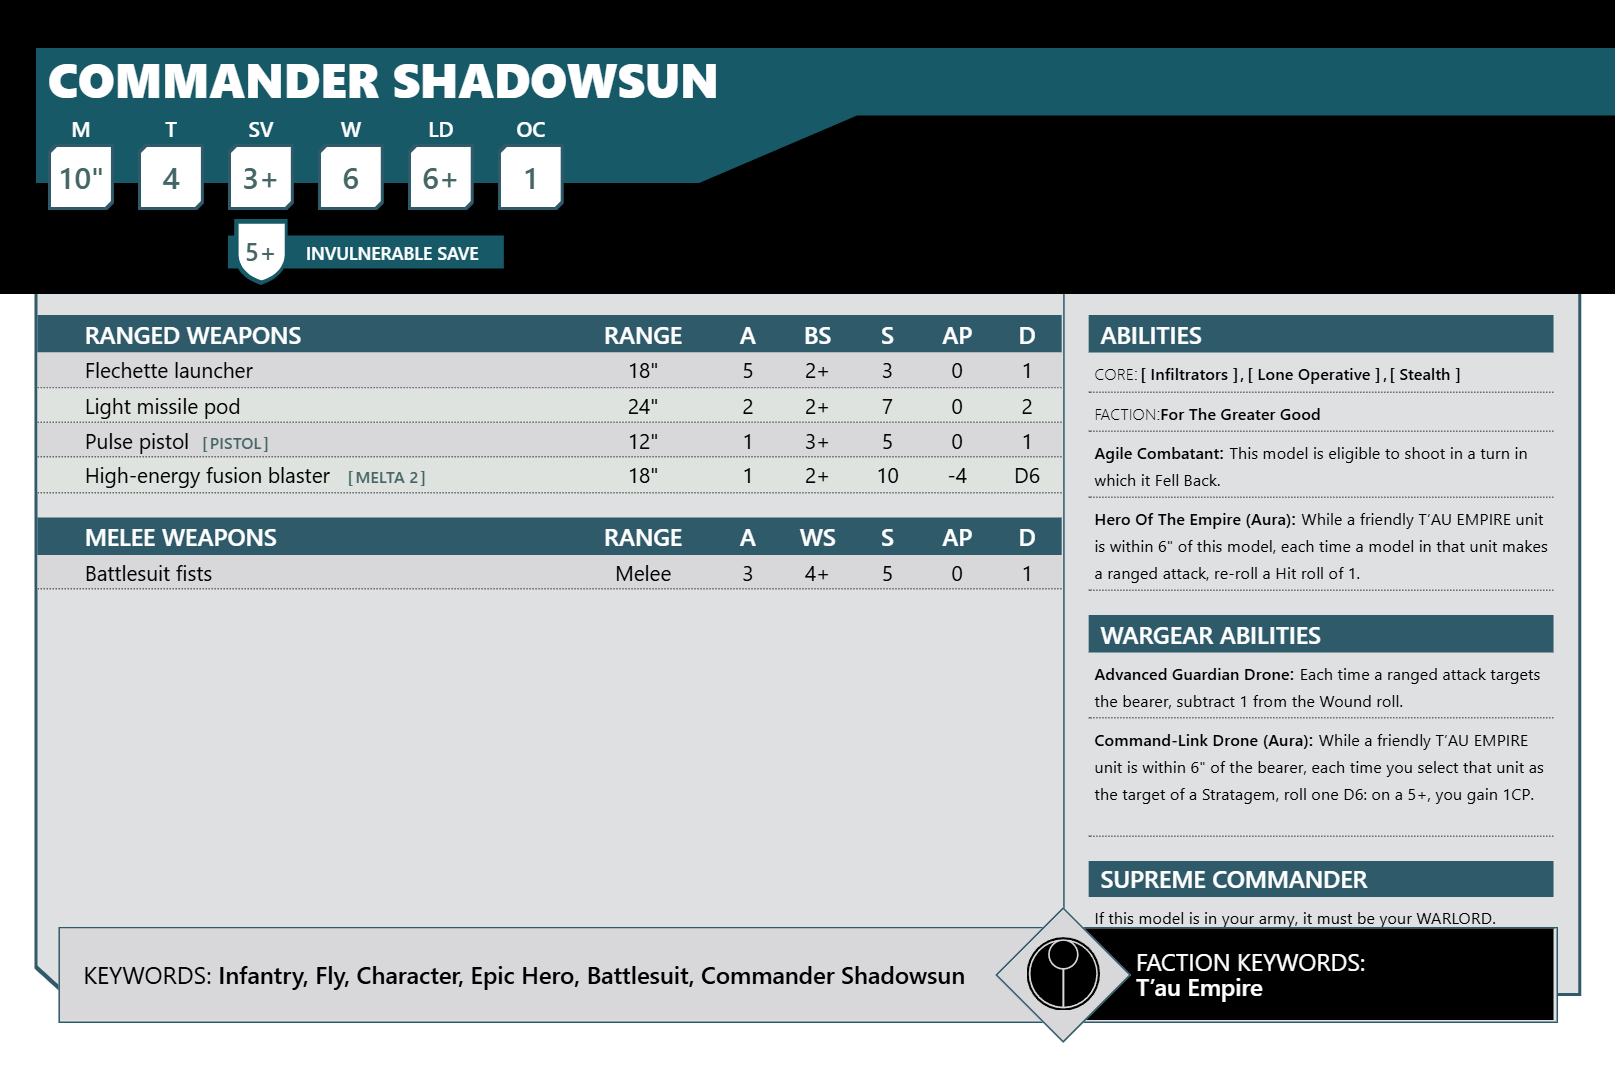 COMMANDER SHADOWSUN
M T SV W LD OC
10" 4 3+ 6 6+ 1
5+ INVULNERABLE SAVE
RANGED WEAPONS RANGE A BS S AP D
Flechette launcher 18" 5 2+ 3 0 1
Light missile pod 24" 2 2+ 7 0 2
Pulse pistol [PISTOL] 12" 1 3+ 5 0 1
High-energy fusion blaster [MELTA 2] 18" 1 2+ 10 -4 D6
MELEE WEAPONS RANGE A WS S AP D
Battlesuit fists Melee 3 4+ 5 0 1
ABILITIES
CORE: [ Infiltrators ] , [ Lone Operative ] , [ Stealth ]
FACTION:For The Greater Good
Agile Combatant: This model is eligible to shoot in a turn in
which it Fell Back.
Hero Of The Empire (Aura): While a friendly T'AU EMPIRE unit
is within 6" of this model, each time a model in that unit makes
a ranged attack, re-roll a Hit roll of 1.
WARGEAR ABILITIES
Advanced Guardian Drone: Each time a ranged attack targets
the bearer, subtract 1 from the Wound roll.
Command-Link Drone (Aura): While a friendly T'AU EMPIRE
unit is within 6" of the bearer, each time you select that unit as
the target of a Stratagem, roll one D6: on a 5+, you gain 1CP.
SUPREME COMMANDER
If this model is in your army, it must be your WARLORD.
KEYWORDS: Infantry, Fly, Character, Epic Hero, Battlesuit, Commander Shadowsun
FACTION KEYWORDS:
T'au Empire